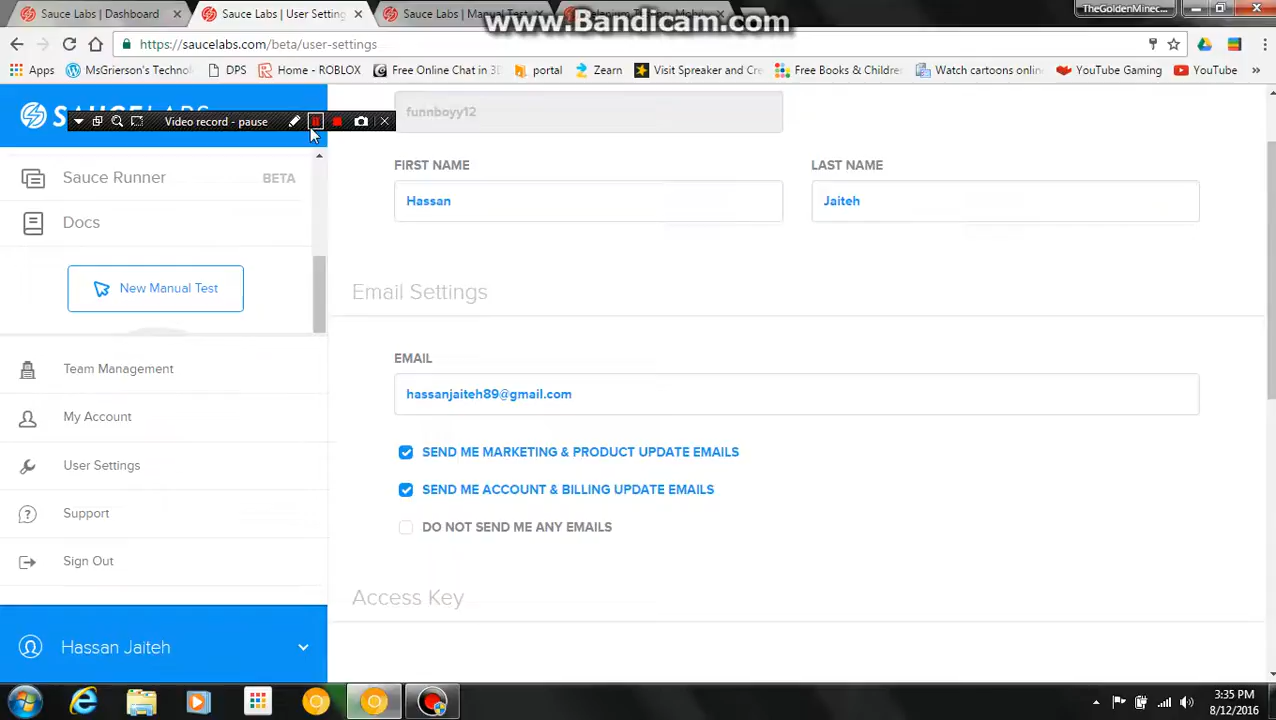 Sauce Labs | Dashboard
Sauce Labs | User Setting
Sauce Labs | Manual Test
www.Bandicam.com
TheGoldenMinec...
https://saucelabs.com/beta/user-settings
Apps
MsGrierson's Techno
DPS
Home - ROBLOX
Free Online Chat in 3D
portal
Zearn
Visit Spreaker and Cre
Free Books & Childre
Watch cartoons onlin
YouTube Gaming
YouTube
»
Video record - pause
funnboyy12
Sauce Runner
BETA
Docs
New Manual Test
Team Management
My Account
User Settings
Support
Sign Out
Hassan Jaiteh
FIRST NAME
LAST NAME
Hassan
Jaiteh
Email Settings
EMAIL
hassanjaiteh89@gmail.com
SEND ME MARKETING & PRODUCT UPDATE EMAILS
SEND ME ACCOUNT & BILLING UPDATE EMAILS
DO NOT SEND ME ANY EMAILS
Access Key
3:35 PM
8/12/2016